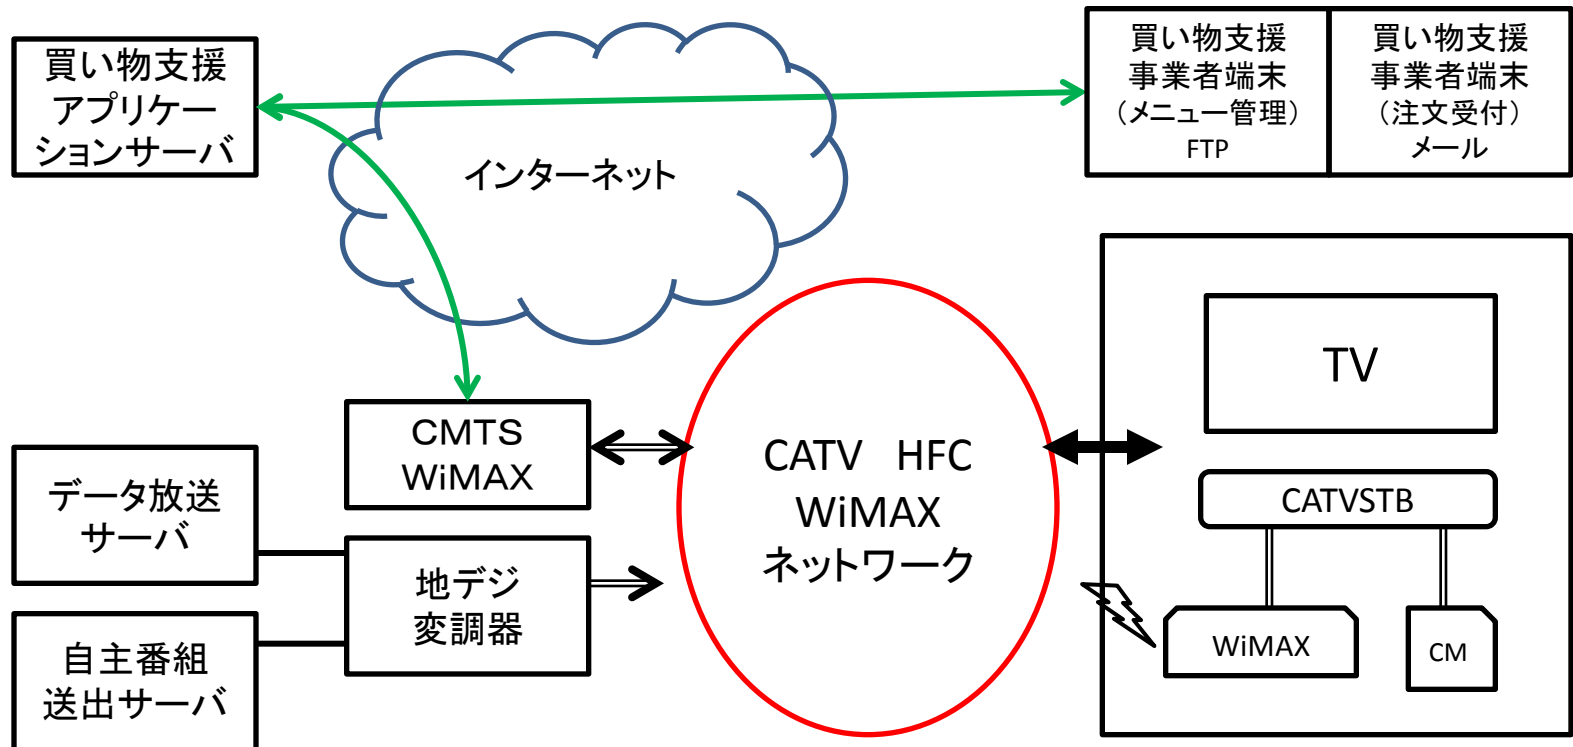 買い物支援
アプリケー
ションサーバ
インターネット
買い物支援
事業者端末
（メニュー管理）
FTP
買い物支援
事業者端末
（注文受付）
メール
CMTS
WiMAX
データ放送
サーバ
地デジ
変調器
自主番組
送出サーバ
CATV　HFC
WiMAX
ネットワーク
TV
CATVSTB
WiMAX
CM